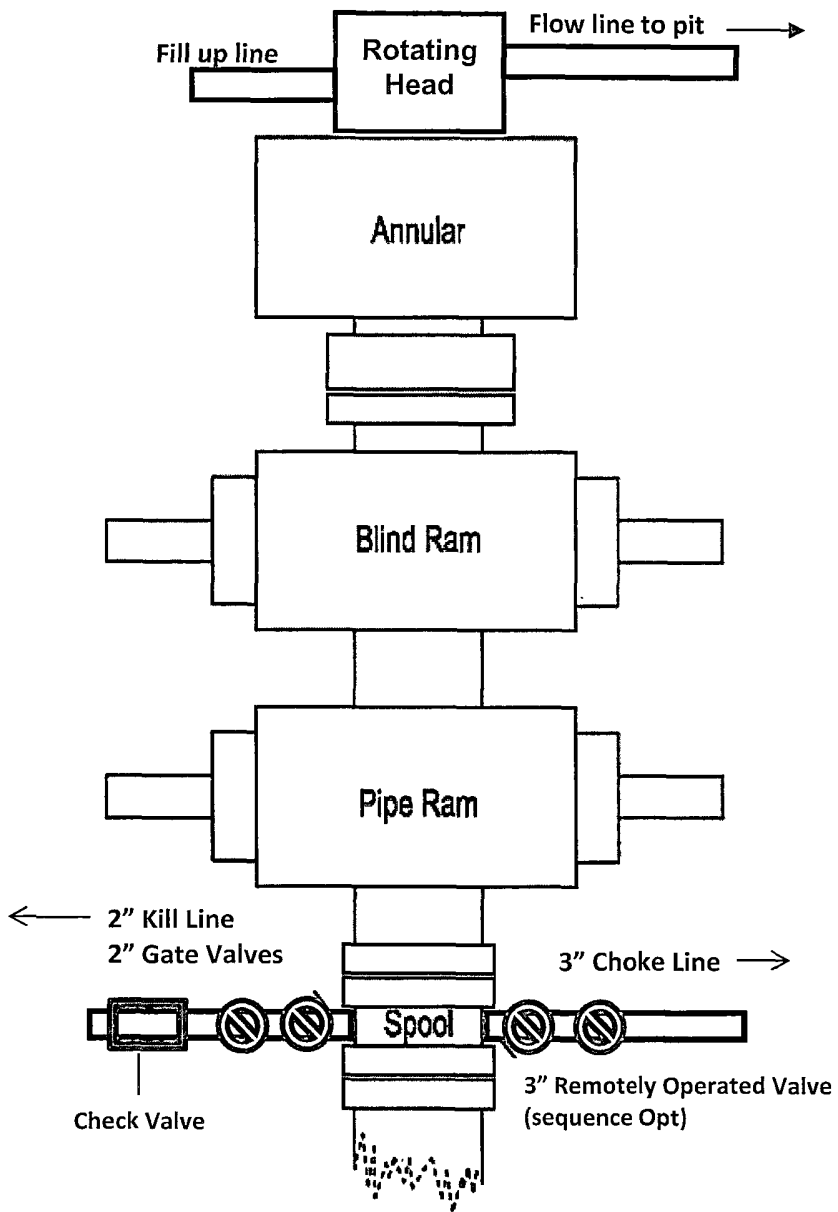 Flow line to pit
Fill up line
Rotating
Head
Annular
Blind Ram
Pipe Ram
2” Kill Line
2” Gate Valves
3” Choke Line
Spool
3” Remotely Operated Valve
(sequence Opt)
Check Valve